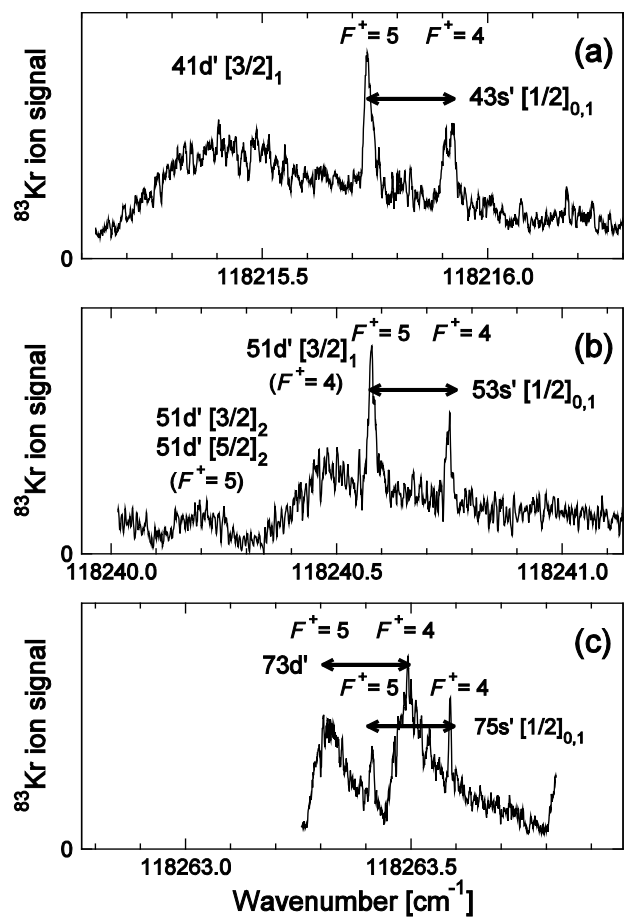 F⁺= 5 F⁺= 4 (a)
41d' [3/2]₁
43s' [1/2]₀,₁
⁸³Kr ion signal
0
118215.5 118216.0
F⁺= 5 F⁺= 4 (b)
51d' [3/2]₁
(F⁺= 4)
53s' [1/2]₀,₁
51d' [3/2]₂
51d' [5/2]₂
(F⁺= 5)
⁸³Kr ion signal
0
118240.0 118240.5 118241.0
F⁺= 5 F⁺= 4 (c)
73d'
F⁺= 5 F⁺= 4
75s' [1/2]₀,₁
⁸³Kr ion signal
0
118263.0 118263.5
Wavenumber [cm⁻¹]